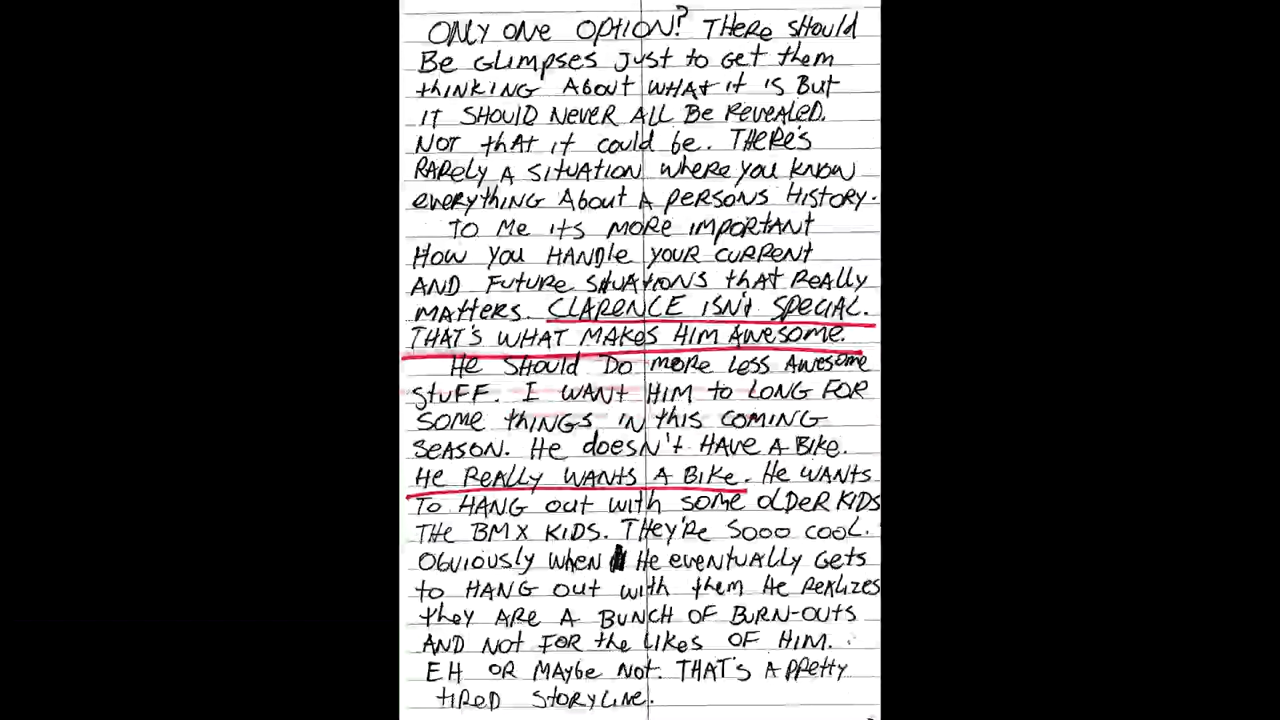 ONLY ONE OPTION? THERE SHOULD
BE GLIMPSES JUST TO GET THEM
THINKING ABOUT WHAT IT IS BUT
IT SHOULD NEVER ALL BE REVEALED.
NOT THAT IT COULD BE. THERE'S
RARELY A SITUATION WHERE YOU KNOW
EVERYTHING ABOUT A PERSONS HISTORY.
TO ME ITS MORE IMPORTANT
HOW YOU HANDLE YOUR CURRENT
AND FUTURE SITUATIONS THAT REALLY
MATTERS. CLARENCE ISN'T SPECIAL.
THAT'S WHAT MAKES HIM AWESOME.
HE SHOULD DO MORE LESS AWESOME
STUFF. I WANT HIM TO LONG FOR
SOME THINGS IN THIS COMING
SEASON. HE DOESN'T HAVE A BIKE.
HE REALLY WANTS A BIKE. HE WANTS
TO HANG OUT WITH SOME OLDER KIDS
THE BMX KIDS. THEY'RE SOOO COOL.
OBVIOUSLY WHEN HE EVENTUALLY GETS
TO HANG OUT WITH THEM HE REALIZES
THEY ARE A BUNCH OF BURN-OUTS
AND NOT FOR THE LIKES OF HIM.
EH OR MAYBE NOT. THAT'S A PRETTY
TIRED STORYLINE.